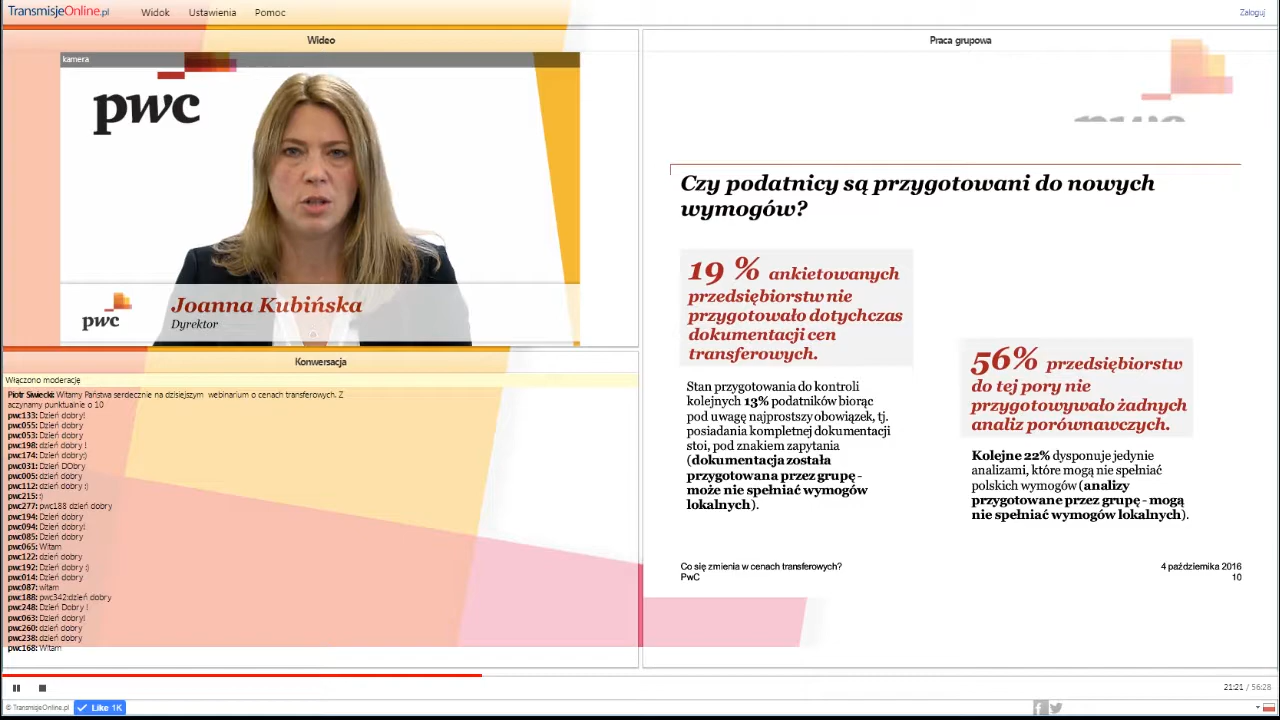 TransmisjeOnline.pl Widok Ustawienia Pomoc Zaloguj
Wideo
kamera
pwc
pwc
Joanna Kubińska
Dyrektor
Konwersacja
Włączono moderację
Piotr Siwiecki: Witamy Państwa serdecznie na dzisiejszym webinarium o cenach transferowych. Z
aczynamy punktualnie o 10
pwc133: Dzień dobry!
pwc055: Dzień dobry
pwc053: Dzień dobry
pwc198: dzień dobry !
pwc174: Dzień dobry:)
pwc031: Dzień DObry
pwc005: dzień dobry
pwc112: dzień dobry :)
pwc215: :)
pwc277: pwc188 dzień dobry
pwc194: Dzień dobry
pwc094: Dzień dobry!
pwc085: Dzień dobry
pwc065: Witam
pwc122: dzień dobry
pwc192: Dzień dobry :)
pwc014: Dzień dobry
pwc087: witam
pwc188: pwc342:dzień dobry
pwc248: Dzień Dobry !
pwc063: Dzień dobry!
pwc260: dzień dobry
pwc238: dzień dobry
pwc168: Witam
Praca grupowa
Czy podatnicy są przygotowani do nowych
wymogów?
19 % ankietowanych
przedsiębiorstw nie
przygotowało dotychczas
dokumentacji cen
transferowych.
Stan przygotowania do kontroli
kolejnych 13% podatników biorąc
pod uwagę najprostszy obowiązek, tj.
posiadania kompletnej dokumentacji
stoi, pod znakiem zapytania
(dokumentacja została
przygotowana przez grupę -
może nie spełniać wymogów
lokalnych).
56% przedsiębiorstw
do tej pory nie
przygotowywało żadnych
analiz porównawczych.
Kolejne 22% dysponuje jedynie
analizami, które mogą nie spełniać
polskich wymogów (analizy
przygotowane przez grupę - mogą
nie spełniać wymogów lokalnych).
Co się zmienia w cenach transferowych? 4 października 2016
PwC 10
21:21 / 56:28
© TransmisjeOnline.pl Like 1K